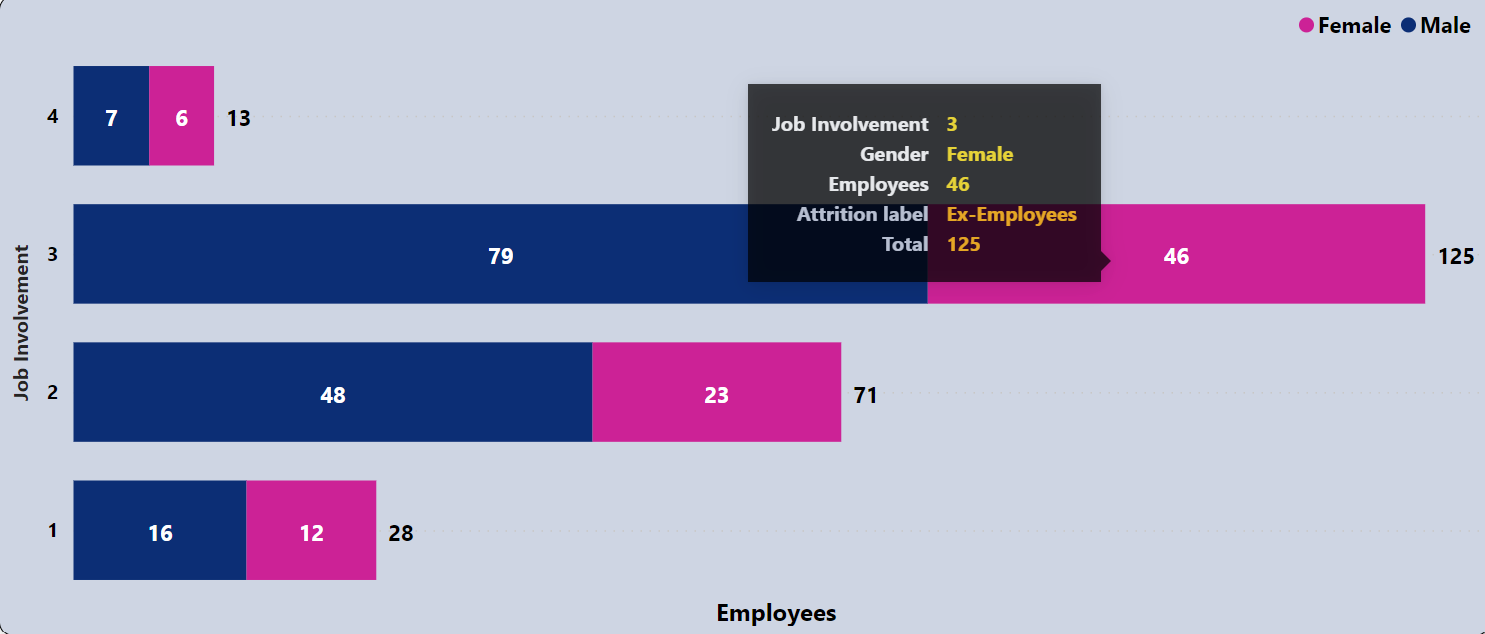 Female Male
4 7 6 13
Job Involvement 3
Gender Female
Employees 46
Attrition label Ex-Employees
Total 125
3 79 46 125
Job Involvement
2 48 23 71
1 16 12 28
Employees